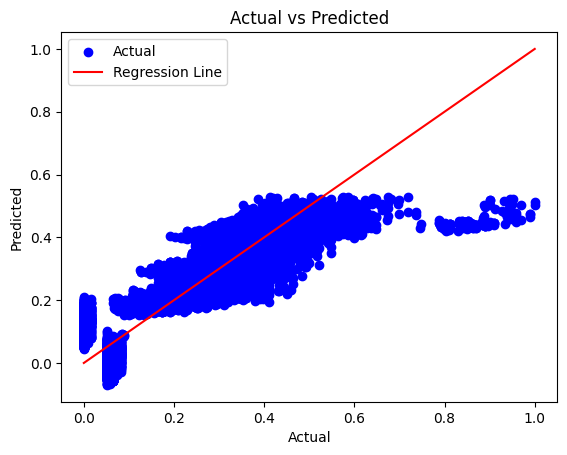 Actual vs Predicted
Actual
Regression Line
1.0
0.8
0.6
0.4
0.2
0.0
Predicted
0.0 0.2 0.4 0.6 0.8 1.0
Actual